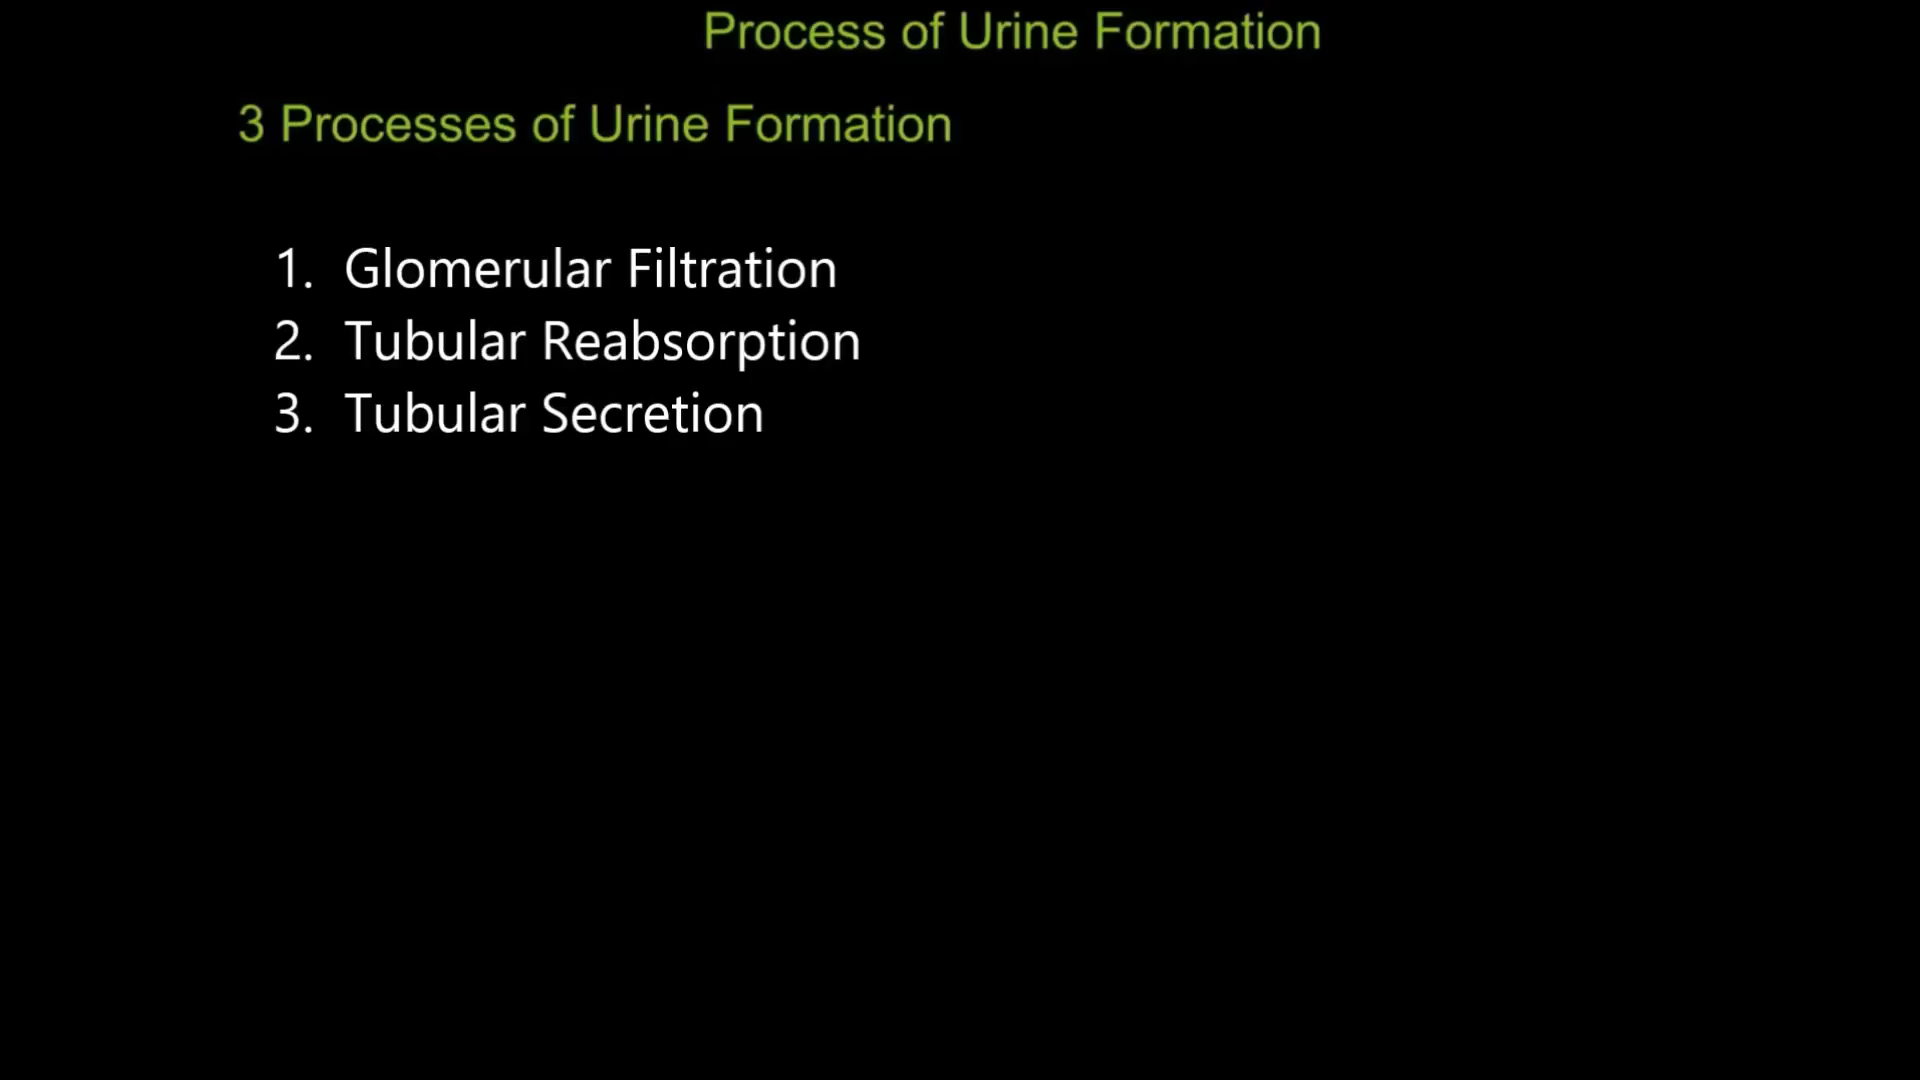 Process of Urine Formation
3 Processes of Urine Formation
1. Glomerular Filtration
2. Tubular Reabsorption
3. Tubular Secretion